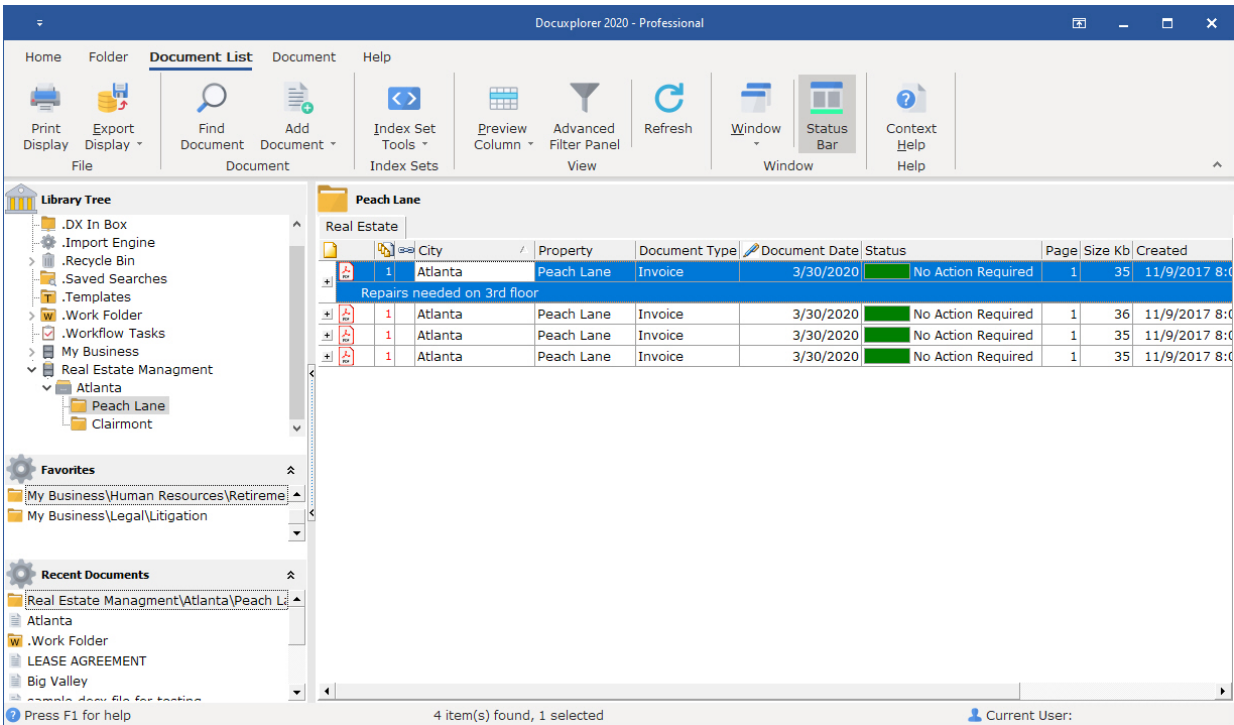 Docuxplorer 2020 - Professional
Home Folder Document List Document Help
Print Display
Export Display
Find Document
Add Document
Index Set Tools
Preview Column
Advanced Filter Panel
Refresh
Window
Status Bar
Context Help
File Document Index Sets View Window Help
Library Tree
.DX In Box
.Import Engine
.Recycle Bin
.Saved Searches
.Templates
.Work Folder
.Workflow Tasks
My Business
Real Estate Managment
Atlanta
Peach Lane
Clairmont
Favorites
My Business\Human Resources\Retireme
My Business\Legal\Litigation
Recent Documents
Real Estate Managment\Atlanta\Peach La
Atlanta
.Work Folder
LEASE AGREEMENT
Big Valley
sample docx file for testing
Peach Lane
Real Estate
City Property Document Type Document Date Status Page Size Kb Created
1 Atlanta Peach Lane Invoice 3/30/2020 No Action Required 1 35 11/9/2017 8:0
Repairs needed on 3rd floor
1 Atlanta Peach Lane Invoice 3/30/2020 No Action Required 1 36 11/9/2017 8:0
1 Atlanta Peach Lane Invoice 3/30/2020 No Action Required 1 35 11/9/2017 8:0
1 Atlanta Peach Lane Invoice 3/30/2020 No Action Required 1 35 11/9/2017 8:0
Press F1 for help 4 item(s) found, 1 selected Current User: